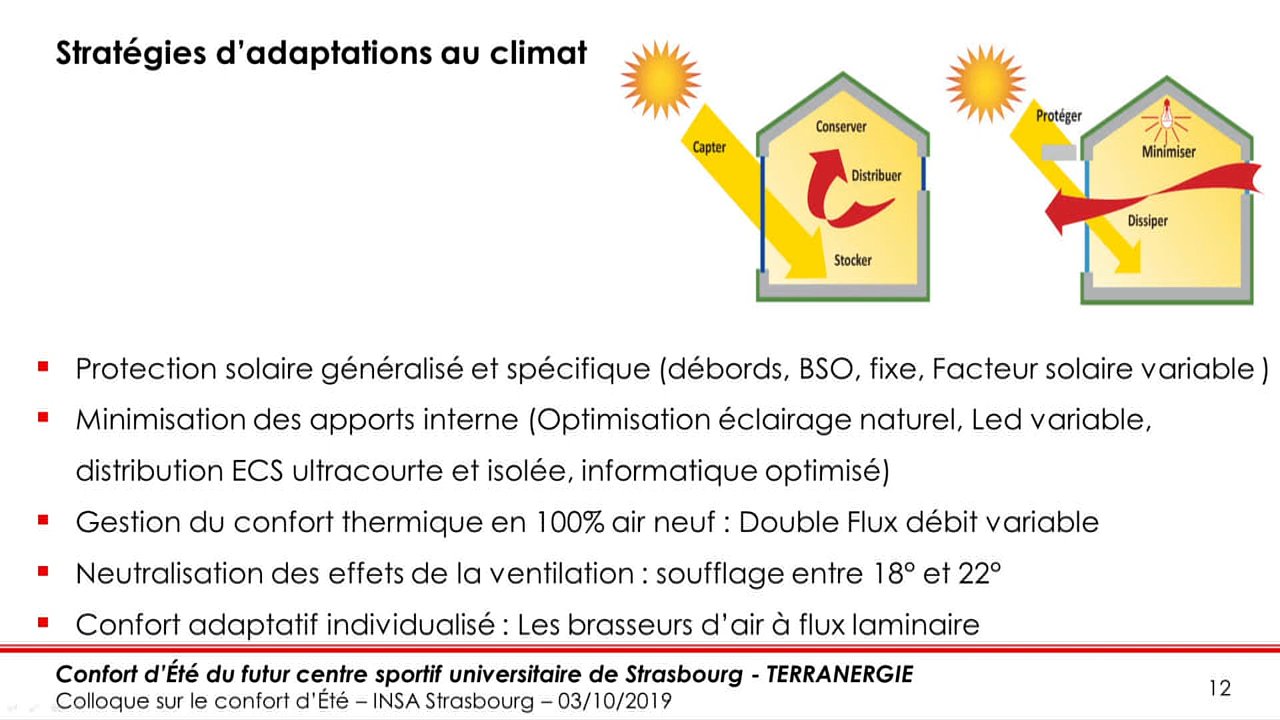 Stratégies d’adaptations au climat
Capter
Conserver
Distribuer
Stocker
Protéger
Minimiser
Dissiper
Protection solaire généralisé et spécifique (débords, BSO, fixe, Facteur solaire variable )
Minimisation des apports interne (Optimisation éclairage naturel, Led variable,
distribution ECS ultracourte et isolée, informatique optimisé)
Gestion du confort thermique en 100% air neuf : Double Flux débit variable
Neutralisation des effets de la ventilation : soufflage entre 18° et 22°
Confort adaptatif individualisé : Les brasseurs d’air à flux laminaire
Confort d’Été du futur centre sportif universitaire de Strasbourg - TERRANERGIE
Colloque sur le confort d’Été – INSA Strasbourg – 03/10/2019
12